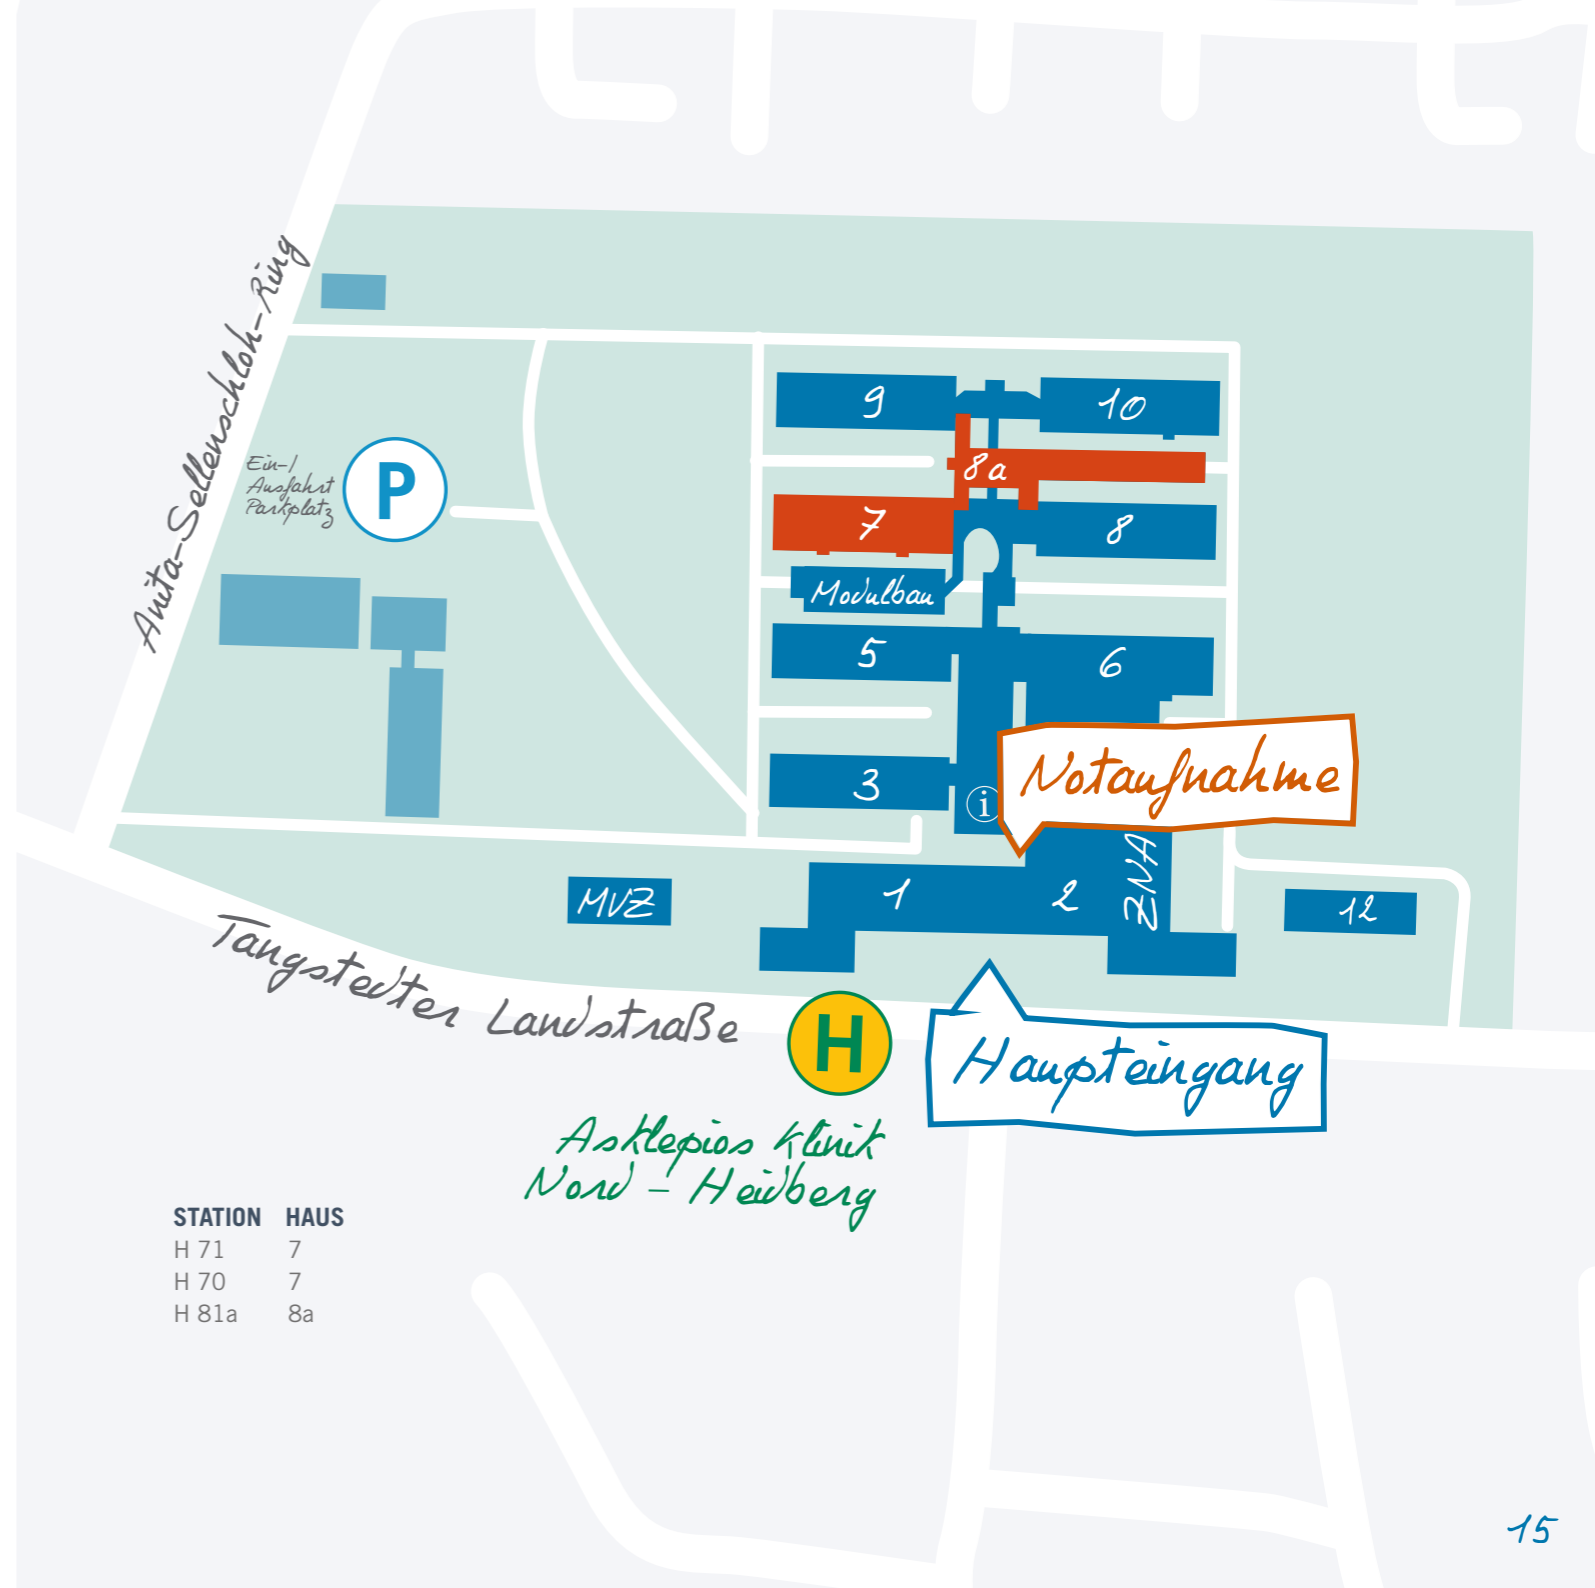 Anita-Sellenschloh-Ring
Ein-/
Ausfahrt
Parkplatz
P
9
10
8a
7
8
Modulbau
5
6
Notaufnahme
3
i
ZNA
MVZ
1
2
12
Tangstedter Landstraße
H
Haupteingang
Asklepios Klinik
Nord - Heidberg
STATION HAUS
H 71 7
H 70 7
H 81a 8a
15